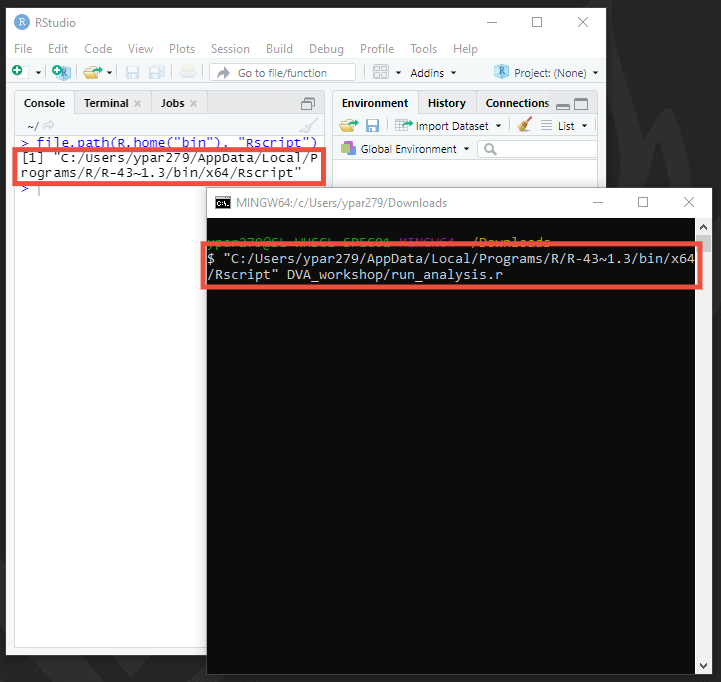 RStudio
File Edit Code View Plots Session Build Debug Profile Tools Help
Go to file/function Addins Project: (None)
Console Terminal Jobs
Environment History Connections
~/
Import Dataset List
Global Environment
> file.path(R.home("bin"), "Rscript")
[1] "C:/Users/ypar279/AppData/Local/P
rograms/R/R-43~1.3/bin/x64/Rscript"
>
MINGW64:/c/Users/ypar279/Downloads
MINGW64 ~/Downloads
$ "C:/Users/ypar279/AppData/Local/Programs/R/R-43~1.3/bin/x64
/Rscript" DVA_workshop/run_analysis.r